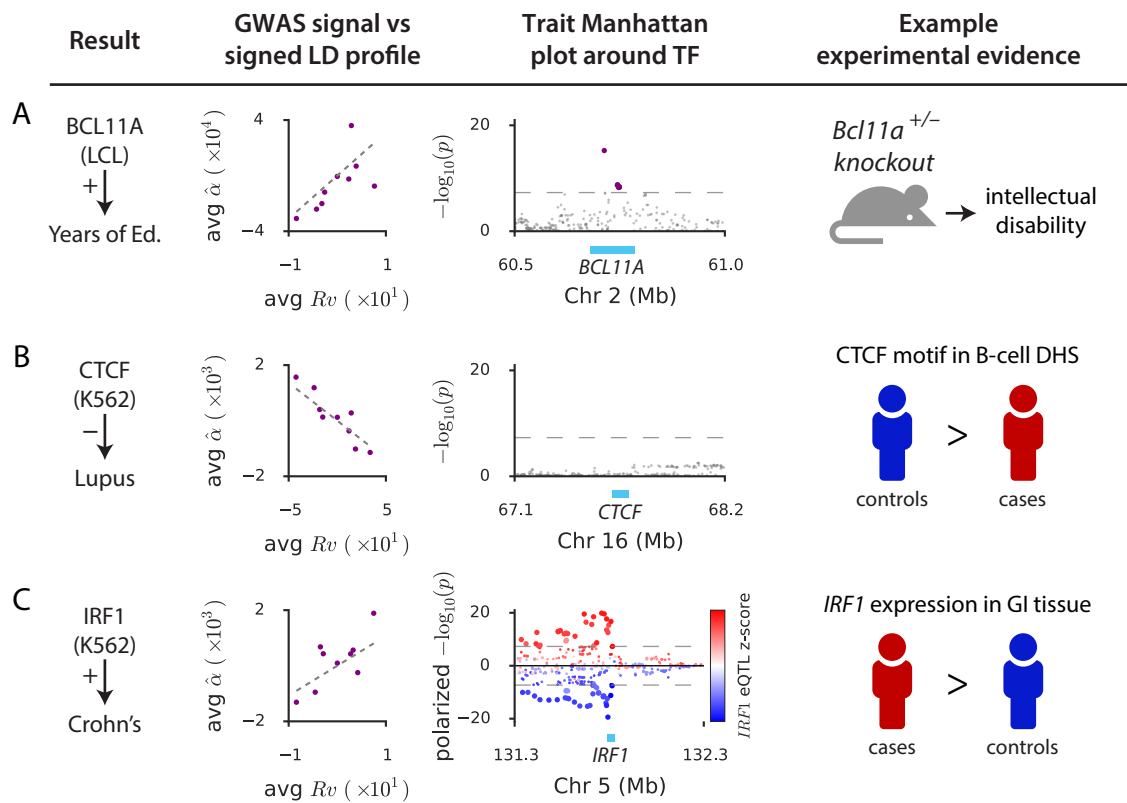 Result
GWAS signal vs
signed LD profile
Trait Manhattan
plot around TF
Example
experimental evidence
A
BCL11A
(LCL)
+
Years of Ed.
avg α̂ (×10⁴)
4
−4
−1
1
avg Rv (×10¹)
−log₁₀(p)
20
0
60.5
61.0
BCL11A
Chr 2 (Mb)
Bcl11a +/−
knockout
intellectual
disability
B
CTCF
(K562)
−
Lupus
avg α̂ (×10³)
2
−2
−5
5
avg Rv (×10¹)
−log₁₀(p)
20
0
67.1
68.2
CTCF
Chr 16 (Mb)
CTCF motif in B-cell DHS
>
controls
cases
C
IRF1
(K562)
+
Crohn's
avg α̂ (×10³)
2
−2
−1
1
avg Rv (×10¹)
polarized −log₁₀(p)
20
0
−20
131.3
132.3
IRF1
Chr 5 (Mb)
IRF1 eQTL z-score
IRF1 expression in GI tissue
>
cases
controls